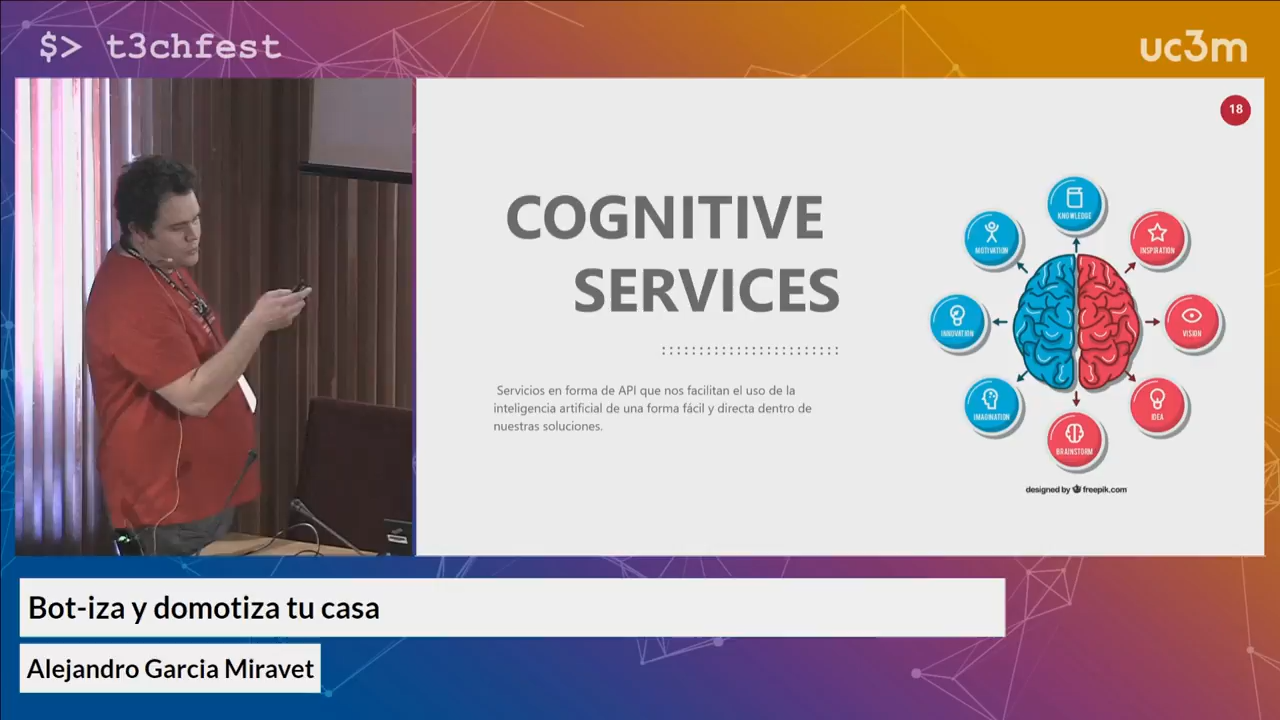 $> t3chfest
uc3m
18
COGNITIVE
SERVICES
Servicios en forma de API que nos facilitan el uso de la
inteligencia artificial de una forma fácil y directa dentro de
nuestras soluciones.
KNOWLEDGE
MOTIVATION
INSPIRATION
INNOVATION
VISION
IMAGINATION
IDEA
BRAINSTORM
designed by freepik.com
Bot-iza y domotiza tu casa
Alejandro Garcia Miravet